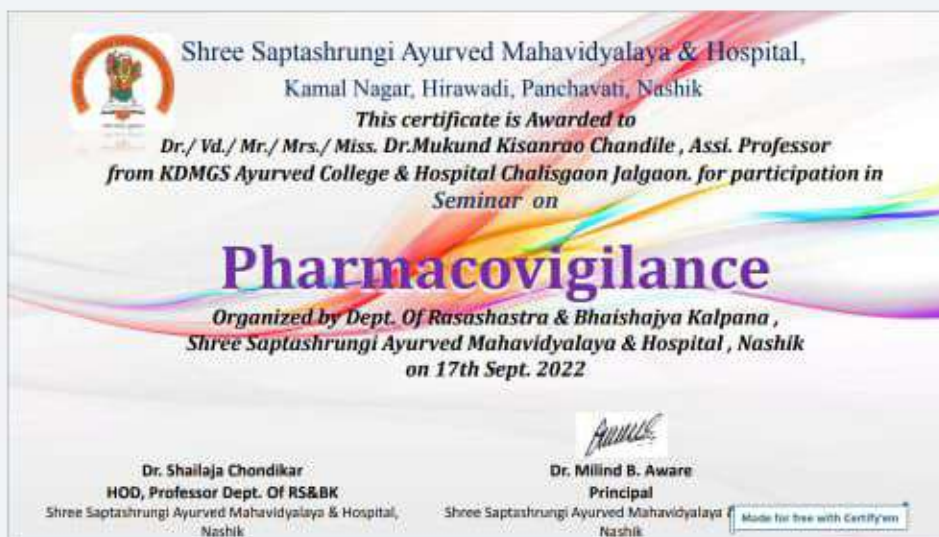 Shree Saptashrungi Ayurved Mahavidyalaya & Hospital,
Kamal Nagar, Hirawadi, Panchavati, Nashik
This certificate is Awarded to
Dr./ Vd./ Mr./ Mrs./ Miss. Dr.Mukund Kisanrao Chandile , Assi. Professor
from KDMGS Ayurved College & Hospital Chalisgaon Jalgaon. for participation in
Seminar on
Pharmacovigilance
Organized by Dept. Of Rasashastra & Bhaishajya Kalpana ,
Shree Saptashrungi Ayurved Mahavidyalaya & Hospital , Nashik
on 17th Sept. 2022
Dr. Shailaja Chondikar
HOD, Professor Dept. Of RS&BK
Shree Saptashrungi Ayurved Mahavidyalaya & Hospital,
Nashik
Dr. Milind B. Aware
Principal
Shree Saptashrungi Ayurved Mahavidyalaya
Nashik
Made for free with Certify'em